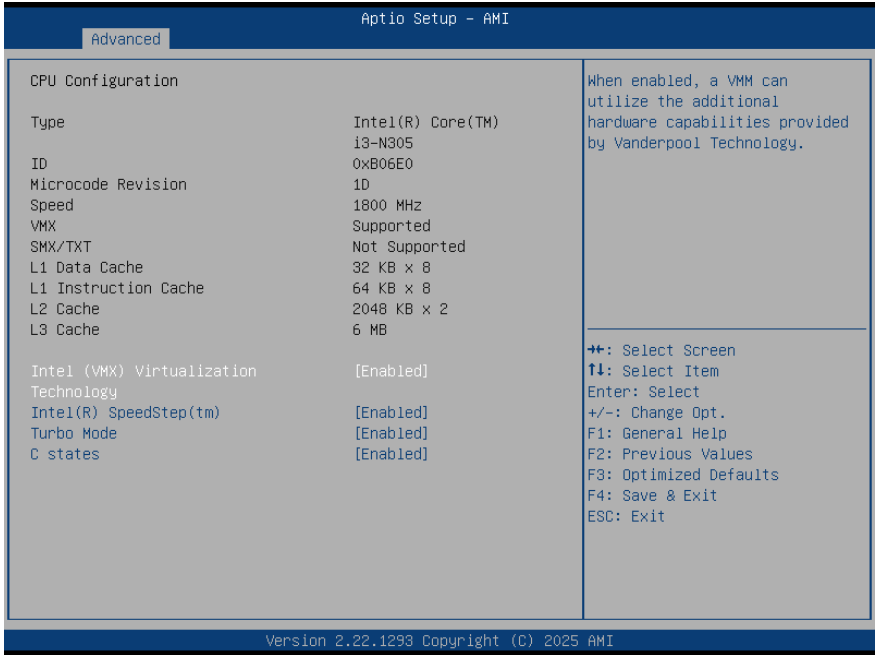 Aptio Setup – AMI
Advanced
CPU Configuration
Type Intel(R) Core(TM)
i3-N305
ID 0xB06E0
Microcode Revision 1D
Speed 1800 MHz
VMX Supported
SMX/TXT Not Supported
L1 Data Cache 32 KB x 8
L1 Instruction Cache 64 KB x 8
L2 Cache 2048 KB x 2
L3 Cache 6 MB
Intel (VMX) Virtualization [Enabled]
Technology
Intel(R) SpeedStep(tm) [Enabled]
Turbo Mode [Enabled]
C states [Enabled]
When enabled, a VMM can
utilize the additional
hardware capabilities provided
by Vanderpool Technology.
→←: Select Screen
↑↓: Select Item
Enter: Select
+/-: Change Opt.
F1: General Help
F2: Previous Values
F3: Optimized Defaults
F4: Save & Exit
ESC: Exit
Version 2.22.1293 Copyright (C) 2025 AMI